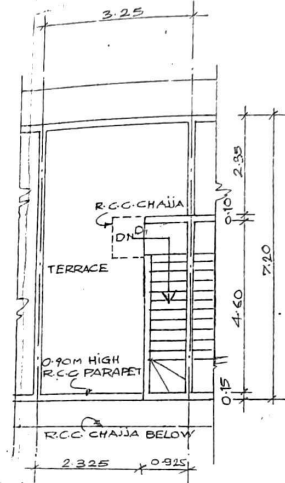 3.25
2.35
R.C.C. CHAJJA
0.10
D1
DN
TERRACE
7.20
4.60
0.90M HIGH
R.C.C PARAPET
0.15
R.C.C. CHAJJA BELOW
2.325
0.925